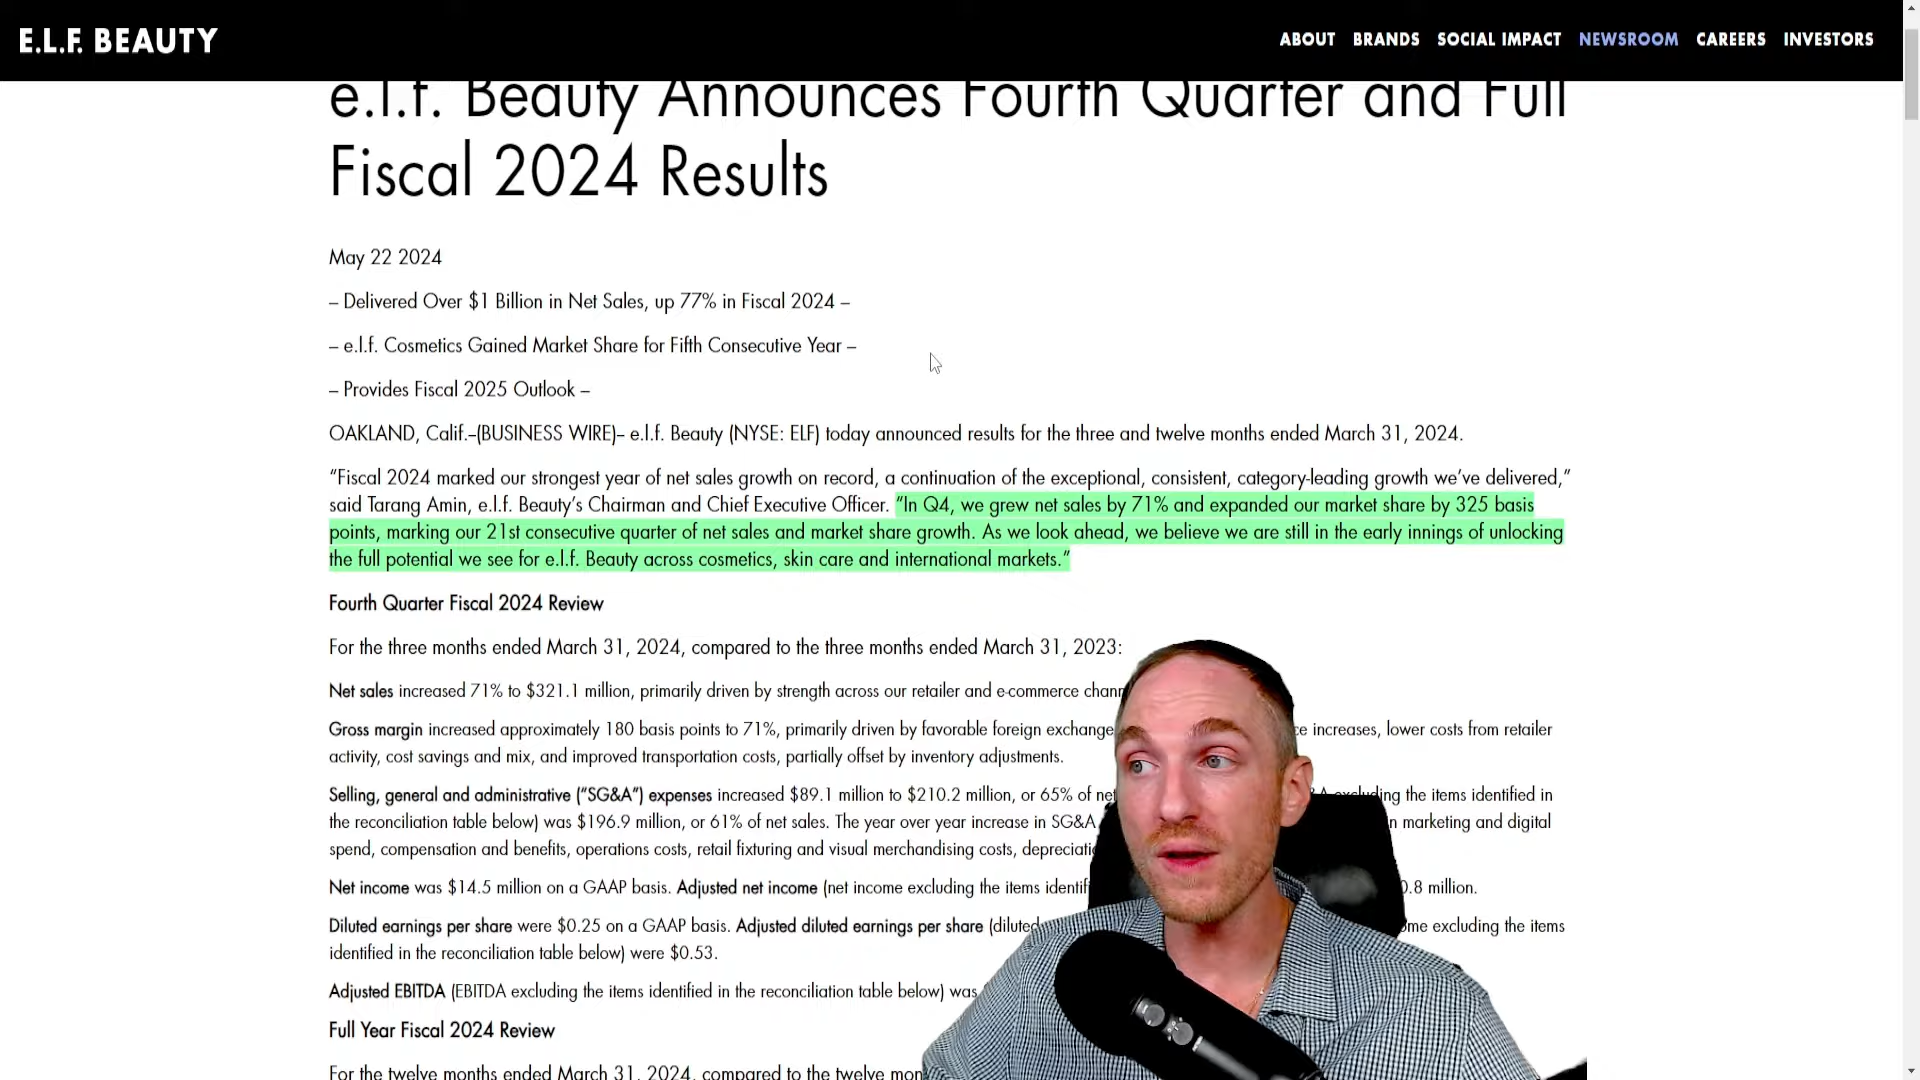 E.L.F. BEAUTY
ABOUT BRANDS SOCIAL IMPACT NEWSROOM CAREERS INVESTORS
e.l.f. Beauty Announces Fourth Quarter and Full
Fiscal 2024 Results
May 22 2024
– Delivered Over $1 Billion in Net Sales, up 77% in Fiscal 2024 –
– e.l.f. Cosmetics Gained Market Share for Fifth Consecutive Year –
– Provides Fiscal 2025 Outlook –
OAKLAND, Calif.–(BUSINESS WIRE)– e.l.f. Beauty (NYSE: ELF) today announced results for the three and twelve months ended March 31, 2024.
“Fiscal 2024 marked our strongest year of net sales growth on record, a continuation of the exceptional, consistent, category-leading growth we’ve delivered,”
said Tarang Amin, e.l.f. Beauty’s Chairman and Chief Executive Officer. “In Q4, we grew net sales by 71% and expanded our market share by 325 basis
points, marking our 21st consecutive quarter of net sales and market share growth. As we look ahead, we believe we are still in the early innings of unlocking
the full potential we see for e.l.f. Beauty across cosmetics, skin care and international markets.”
Fourth Quarter Fiscal 2024 Review
For the three months ended March 31, 2024, compared to the three months ended March 31, 2023:
Net sales increased 71% to $321.1 million, primarily driven by strength across our retailer and e-commerce
Gross margin increased approximately 180 basis points to 71%, primarily driven by favorable foreign exchange increases, lower costs from retailer
activity, cost savings and mix, and improved transportation costs, partially offset by inventory adjustments.
Selling, general and administrative (“SG&A”) expenses increased $89.1 million to $210.2 million, or 65% of excluding the items identified in
the reconciliation table below) was $196.9 million, or 61% of net sales. The year over year increase in SG&A marketing and digital
spend, compensation and benefits, operations costs, retail fixturing and visual merchandising costs,
Net income was $14.5 million on a GAAP basis. Adjusted net income (net income excluding the items million.
Diluted earnings per share were $0.25 on a GAAP basis. Adjusted diluted earnings per share excluding the items
identified in the reconciliation table below) were $0.53.
Adjusted EBITDA (EBITDA excluding the items identified in the reconciliation table below) was
Full Year Fiscal 2024 Review
For the twelve months ended March 31, 2024, compared to the twelve